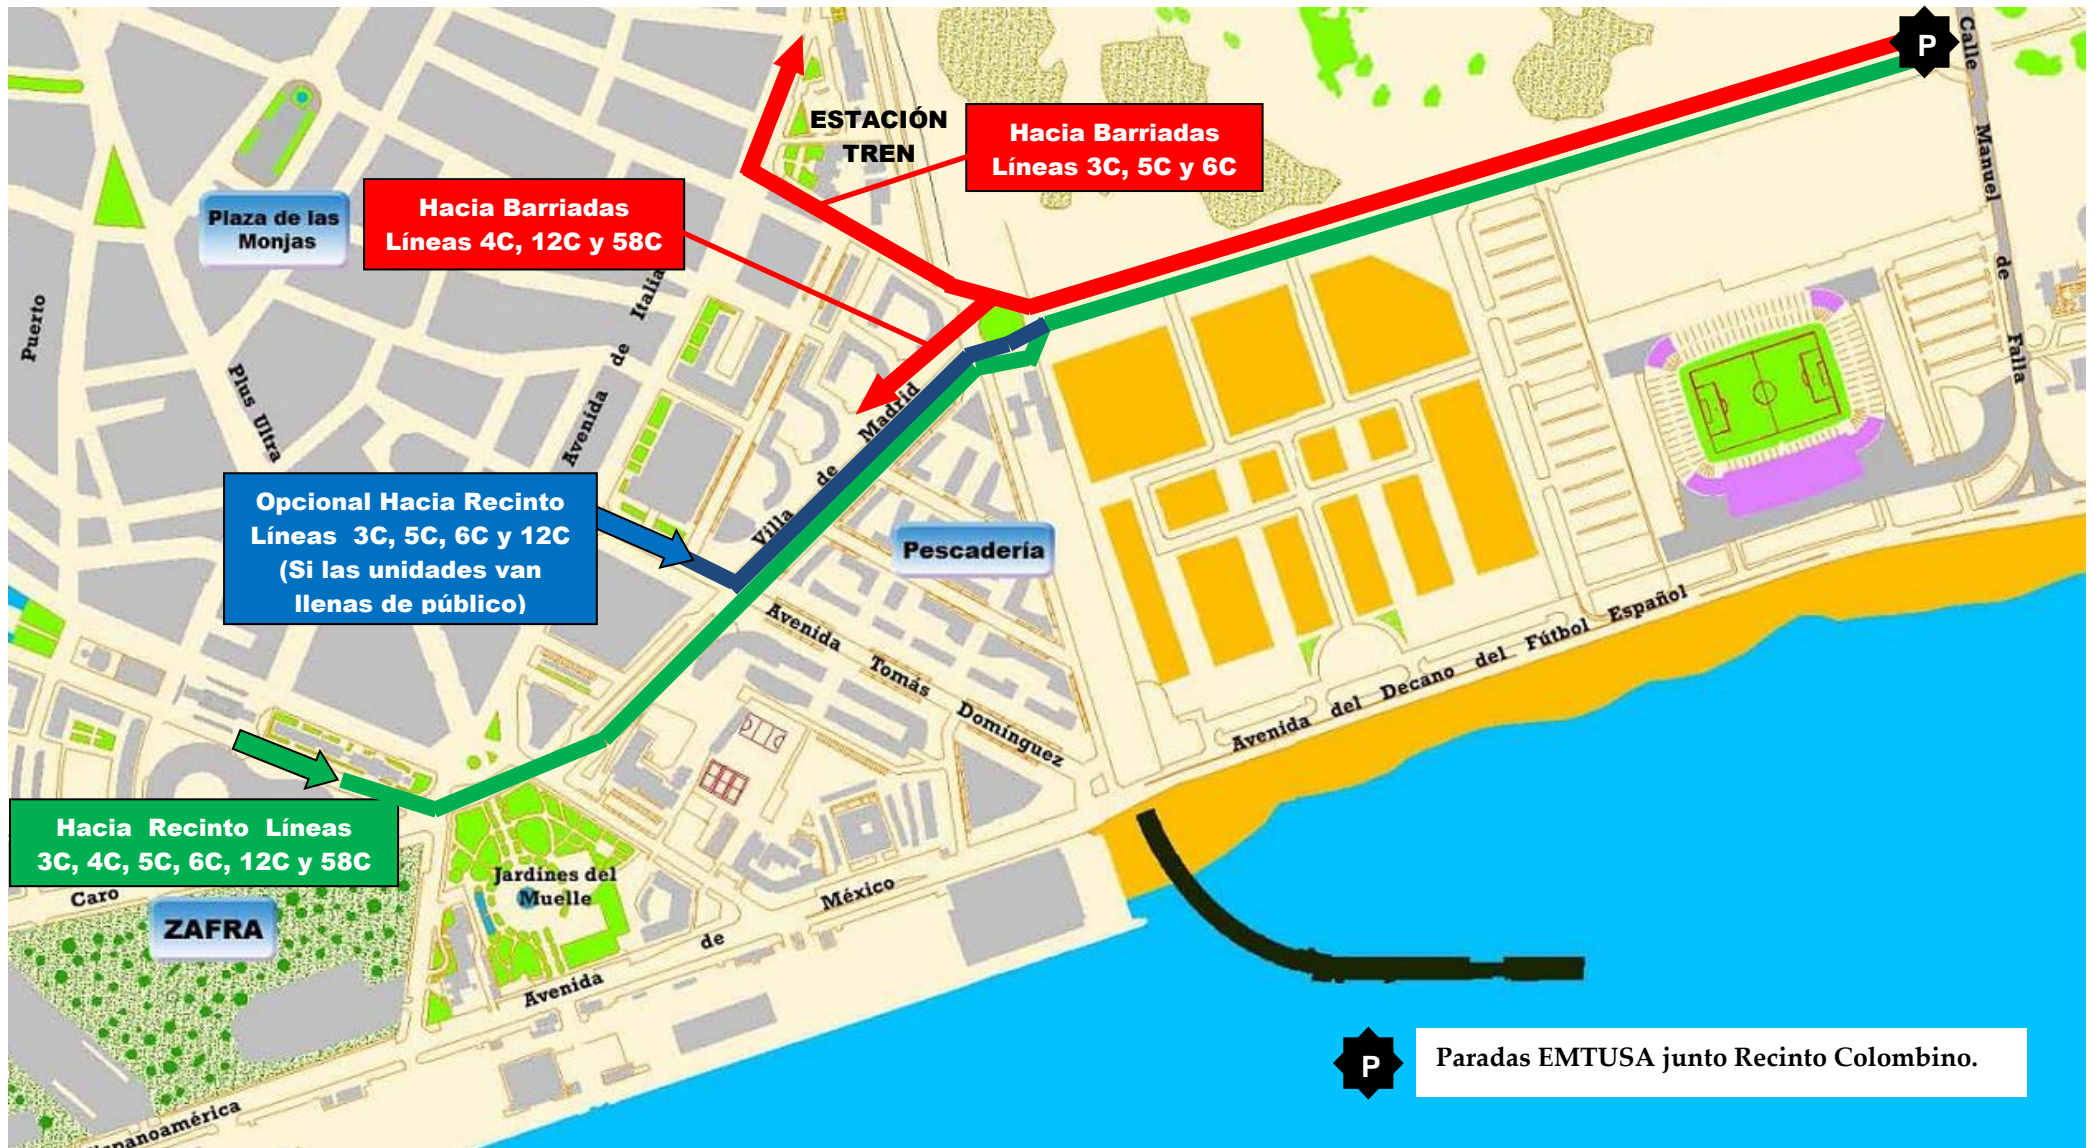 P
Calle
Manuel
de
Falla
ESTACIÓN
TREN
Hacia Barriadas
Líneas 3C, 5C y 6C
Hacia Barriadas
Líneas 4C, 12C y 58C
Plaza de las
Monjas
Puerto
Plus Ultra
Avenida de Italia
Villa de Madrid
Opcional Hacia Recinto
Líneas 3C, 5C, 6C y 12C
(Si las unidades van
llenas de público)
Pescadería
Avenida Tomás Domínguez
Avenida del Decano del Fútbol Español
Hacia Recinto Líneas
3C, 4C, 5C, 6C, 12C y 58C
Caro
ZAFRA
Jardines del
Muelle
Avenida de México
P
Paradas EMTUSA junto Recinto Colombino.